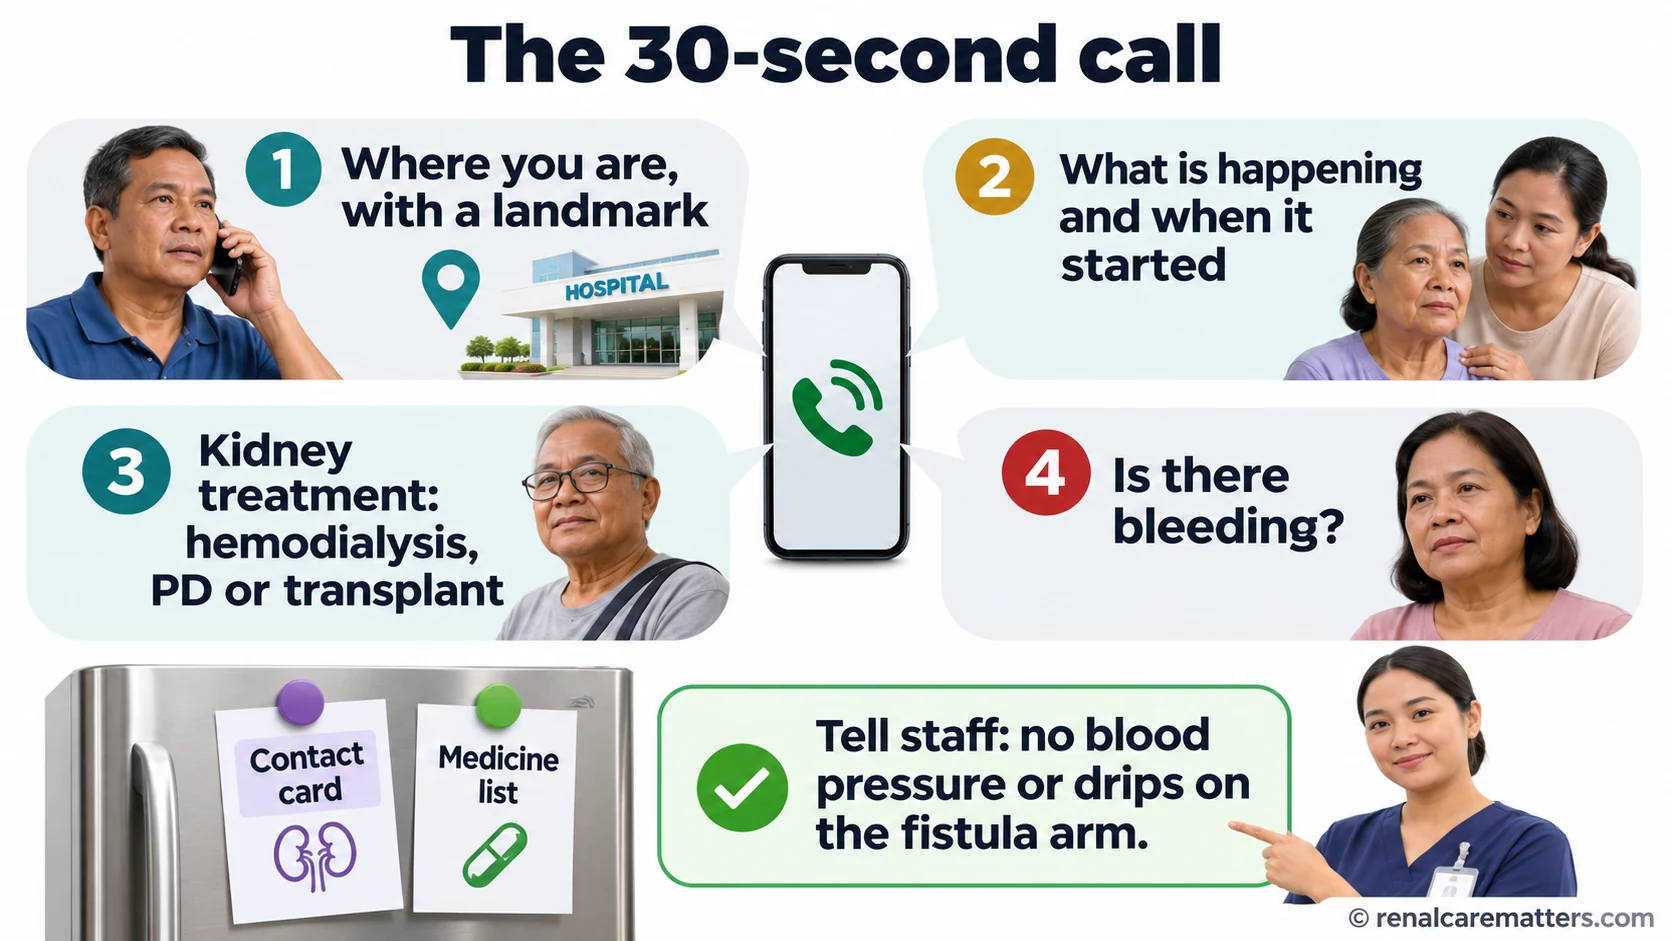 The 30-second call
1
Where you are,
with a landmark
HOSPITAL
2
What is happening
and when it
started
3
Kidney
treatment:
hemodialysis,
PD or transplant
4
Is there
bleeding?
Contact
card
Medicine
list
Tell staff: no blood
pressure or drips on
the fistula arm.
© renalcarematters.com